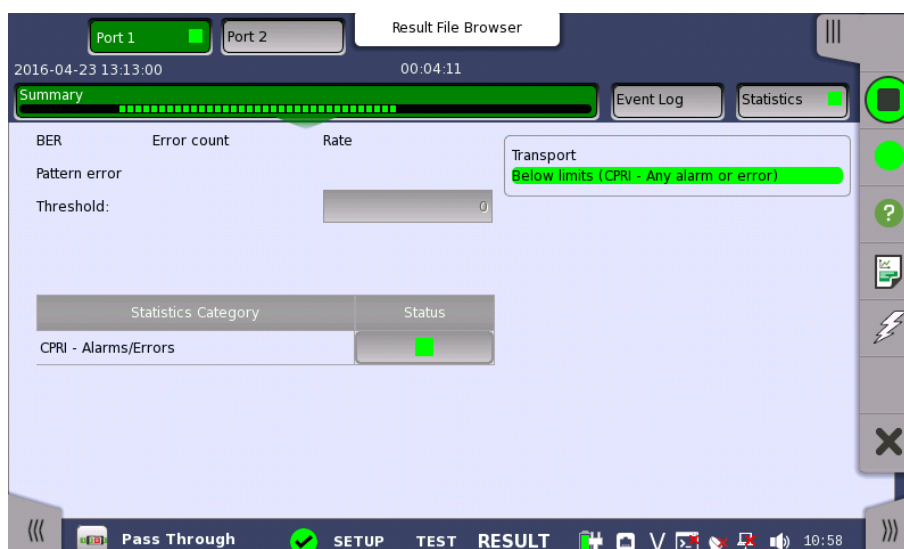 Port 1
Port 2
Result File Browser
2016-04-23 13:13:00
00:04:11
Summary
Event Log
Statistics
BER
Error count
Rate
Transport
Below limits (CPRI - Any alarm or error)
Pattern error
Threshold:
0
Statistics Category
Status
CPRI - Alarms/Errors
Pass Through
SETUP
TEST
RESULT
V
10:58